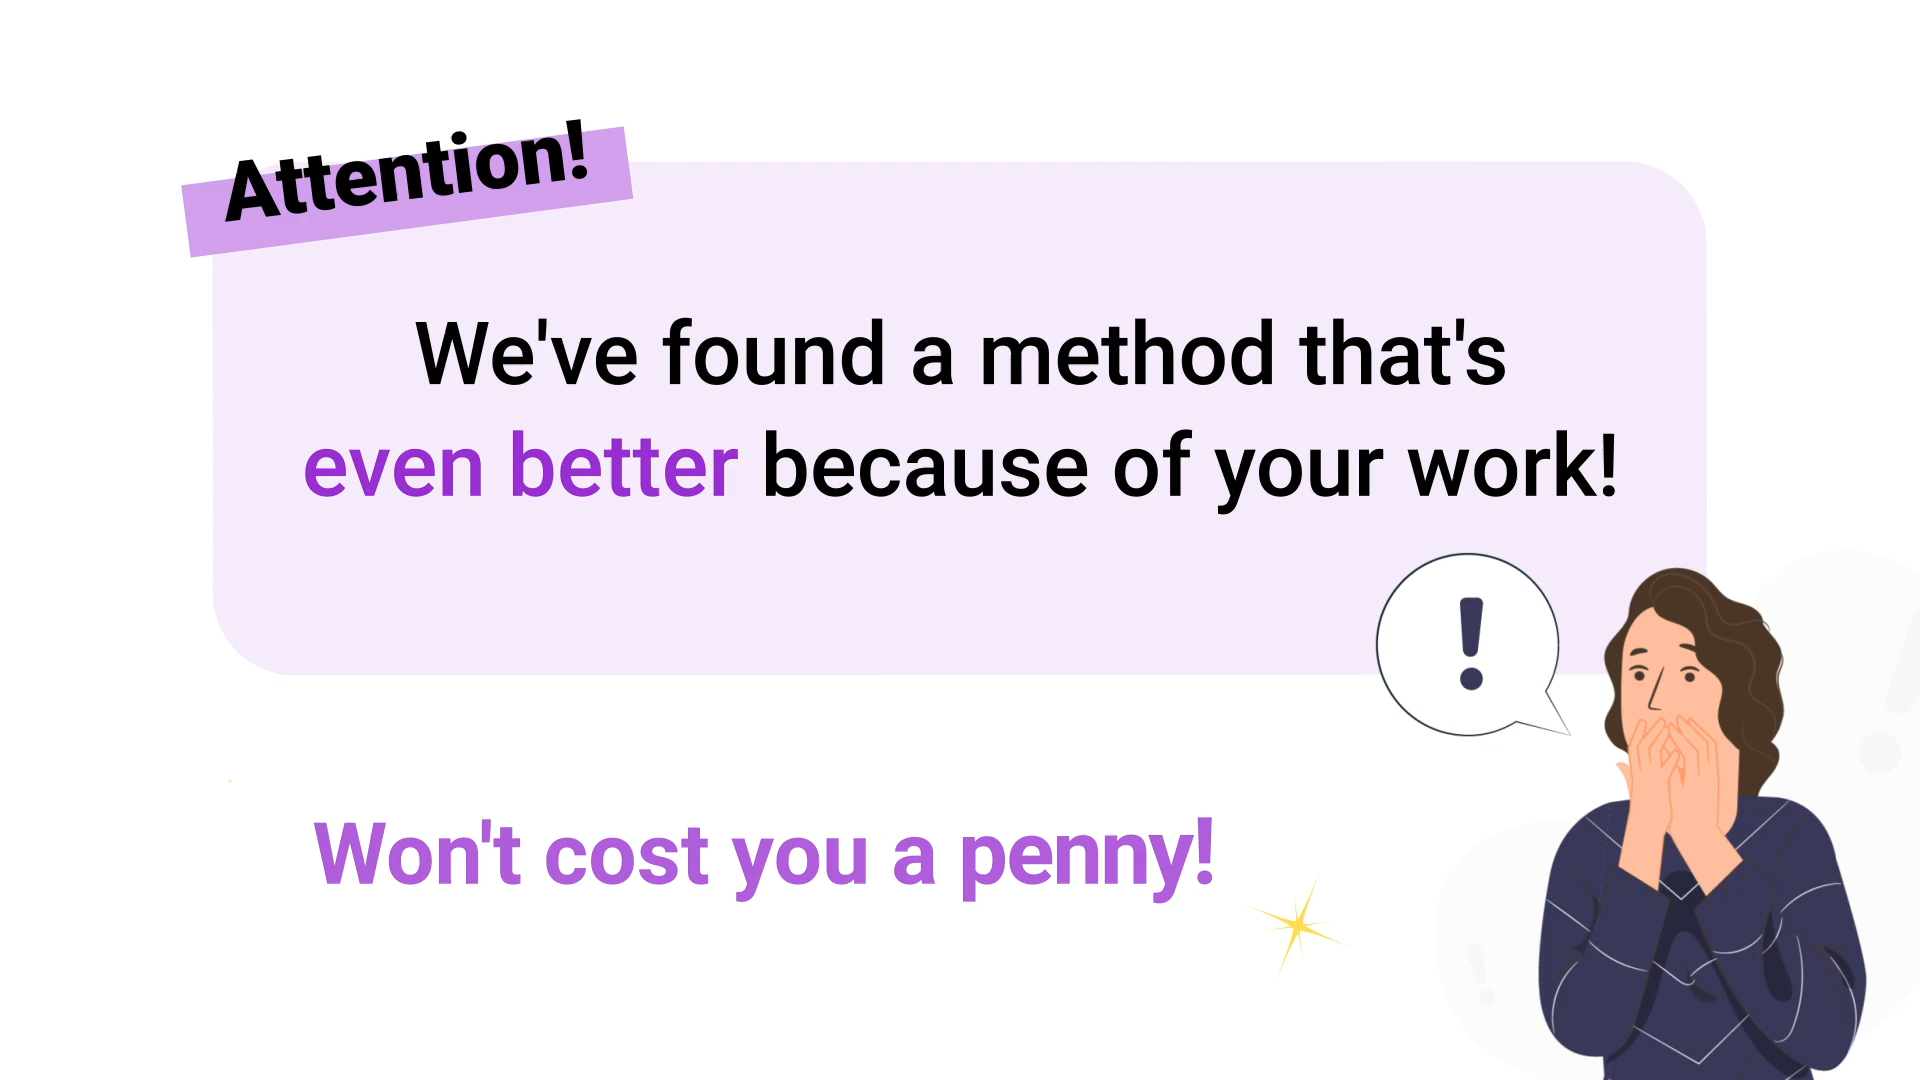 Attention!
We've found a method that's
even better because of your work!
!
Won't cost you a penny!